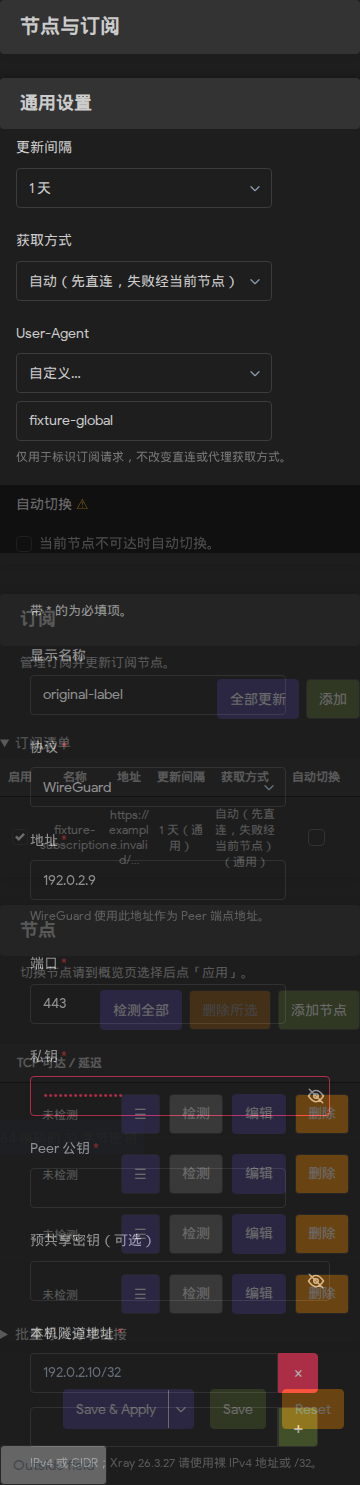 节点与订阅
通用设置
更新间隔
1 天
获取方式
自动（先直连，失败经当前节点）
User-Agent
自定义...
fixture-global
仅用于标识订阅请求，不改变直连或代理获取方式。
自动切换 ⚠
当前节点不可达时自动切换。
带 * 的为必填项。
订阅
显示名称
管理订阅并更新订阅节点。
original-label
全部更新 添加
订阅清单
协议 *
启用 名称 地址 更新间隔 获取方式 自动切换
WireGuard
fixture-subscription
https://example.invalid/...
1 天（通用）
自动（先直连，失败经当前节点）（通用）
地址 *
192.0.2.9
WireGuard 使用此地址作为 Peer 端点地址。
节点
端口 *
切换节点请到概览页选择后点「应用」。
443
检测全部 删除所选 添加节点
私钥 *
TCP 可达 / 延迟
••••••••••••••••
未检测 ☰ 检测 编辑 删除
Peer 公钥 *
未检测 ☰ 检测 编辑 删除
预共享密钥（可选）
未检测 ☰ 检测 编辑 删除
未检测 ☰ 检测 编辑 删除
本机隧道地址 *
192.0.2.10/32 ×
Save & Apply Save Reset
+
IPv4 或 CIDR；Xray 26.3.27 请使用裸 IPv4 地址或 /32。